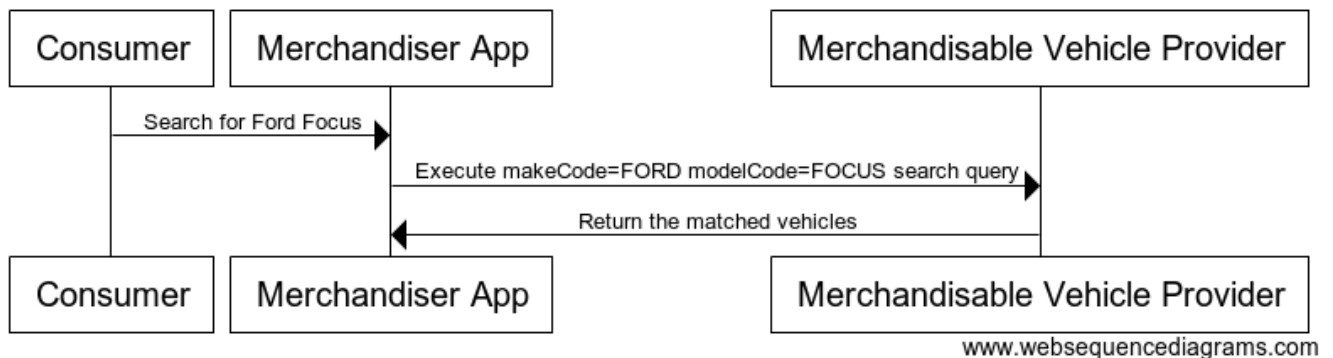 Consumer Merchandiser App Merchandisable Vehicle Provider
Search for Ford Focus
Execute makeCode=FORD modelCode=FOCUS search query
Return the matched vehicles
Consumer Merchandiser App Merchandisable Vehicle Provider
www.websequencediagrams.com